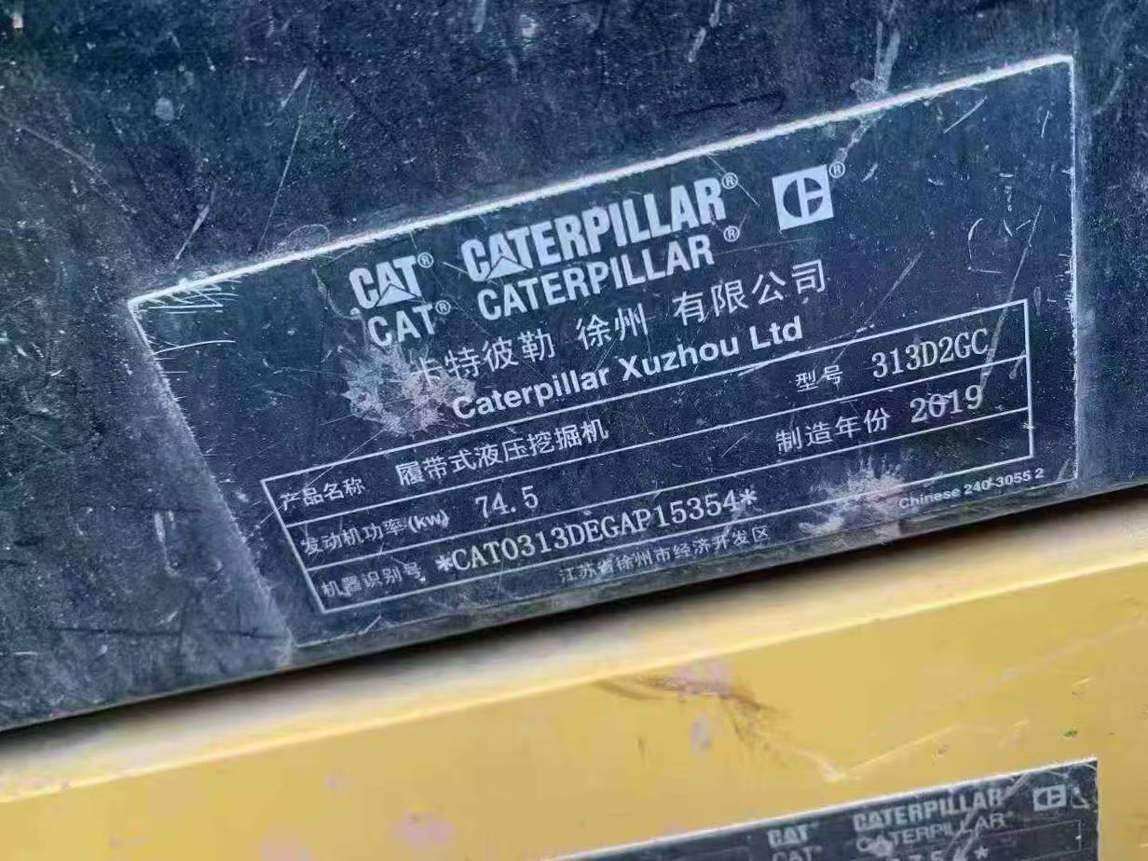 CAT® CATERPILLAR® ®
CAT® CATERPILLAR®
卡特彼勒 徐州 有限公司
Caterpillar Xuzhou Ltd
产品名称 履带式液压挖掘机 型号 313D2GC
发动机功率(kw) 74.5 制造年份 2019
机器识别号 *CAT0313DEGAP15354*
江苏省徐州市经济开发区 Chinese 240-3055 2
CAT CATERPILLAR
CAT CATERPILLAR